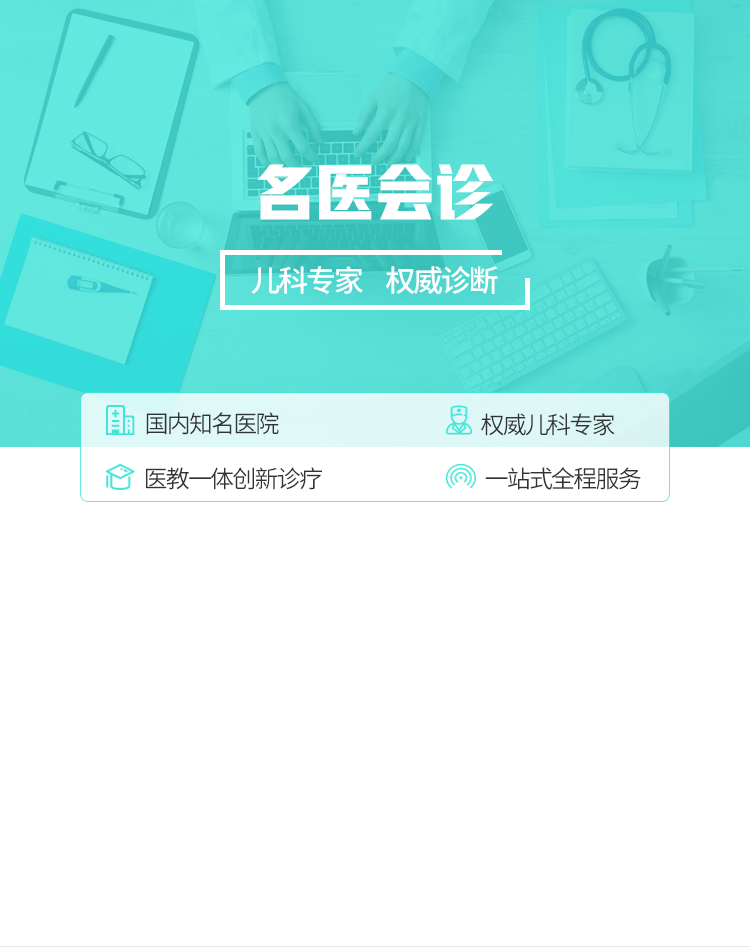 名医会诊
儿科专家 权威诊断
国内知名医院
权威儿科专家
医教一体创新诊疗
一站式全程服务